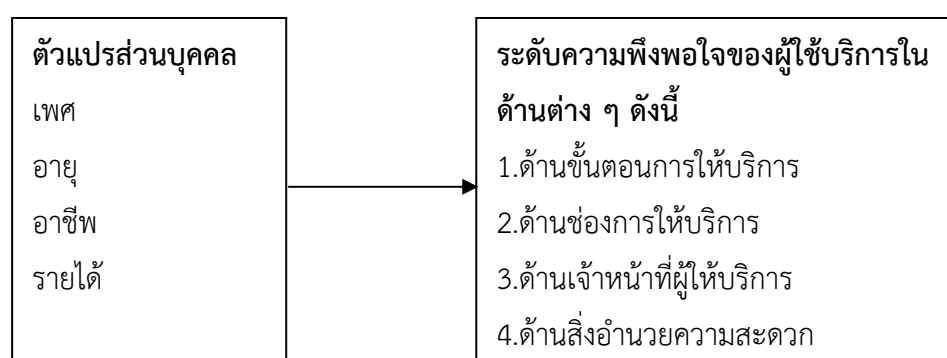 ตัวแปรส่วนบุคคล
เพศ
อายุ
อาชีพ
รายได้
ระดับความพึงพอใจของผู้ใช้บริการใน
ด้านต่าง ๆ ดังนี้
1.ด้านขั้นตอนการให้บริการ
2.ด้านช่องการให้บริการ
3.ด้านเจ้าหน้าที่ผู้ให้บริการ
4.ด้านสิ่งอำนวยความสะดวก